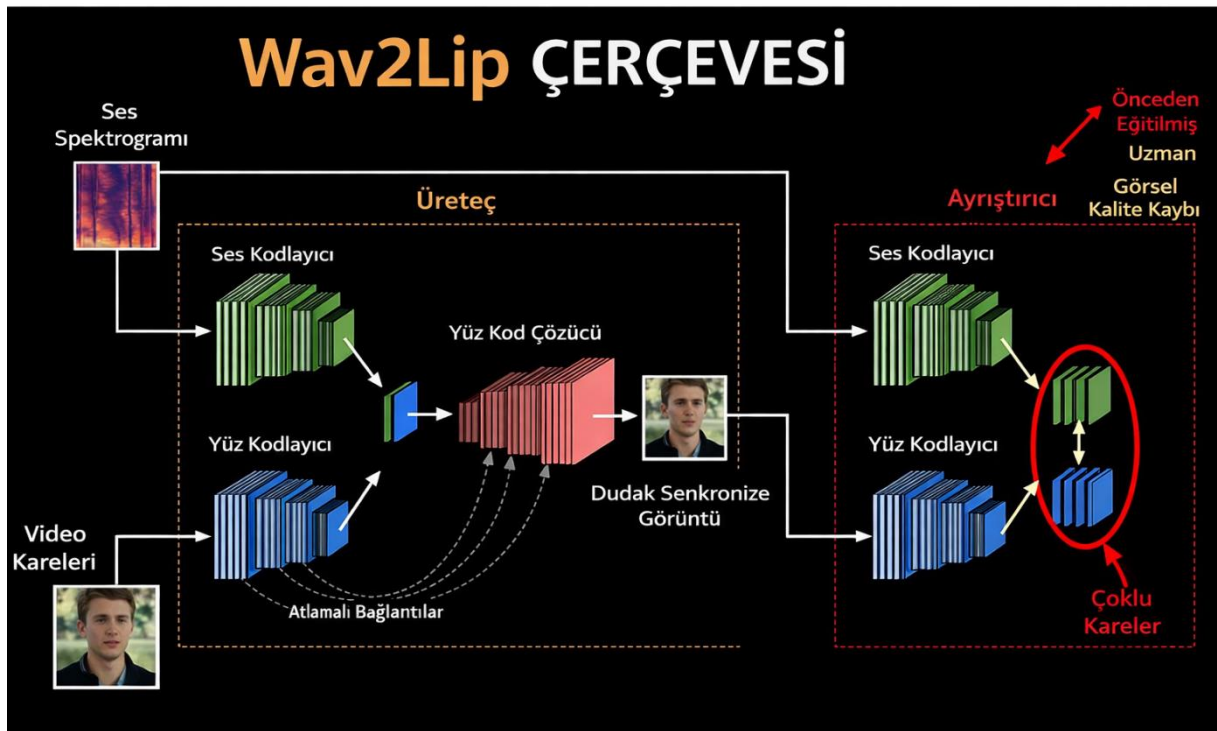 Wav2Lip ÇERÇEVESİ
Ses
Spektrogramı
Önceden
Eğitilmiş
Uzman
Görsel
Kalite Kaybı
Üreteç
Ayrıştırıcı
Ses Kodlayıcı
Ses Kodlayıcı
Yüz Kod Çözücü
Yüz Kodlayıcı
Yüz Kodlayıcı
Dudak Senkronize
Görüntü
Video
Kareleri
Atlamalı Bağlantılar
Çoklu
Kareler